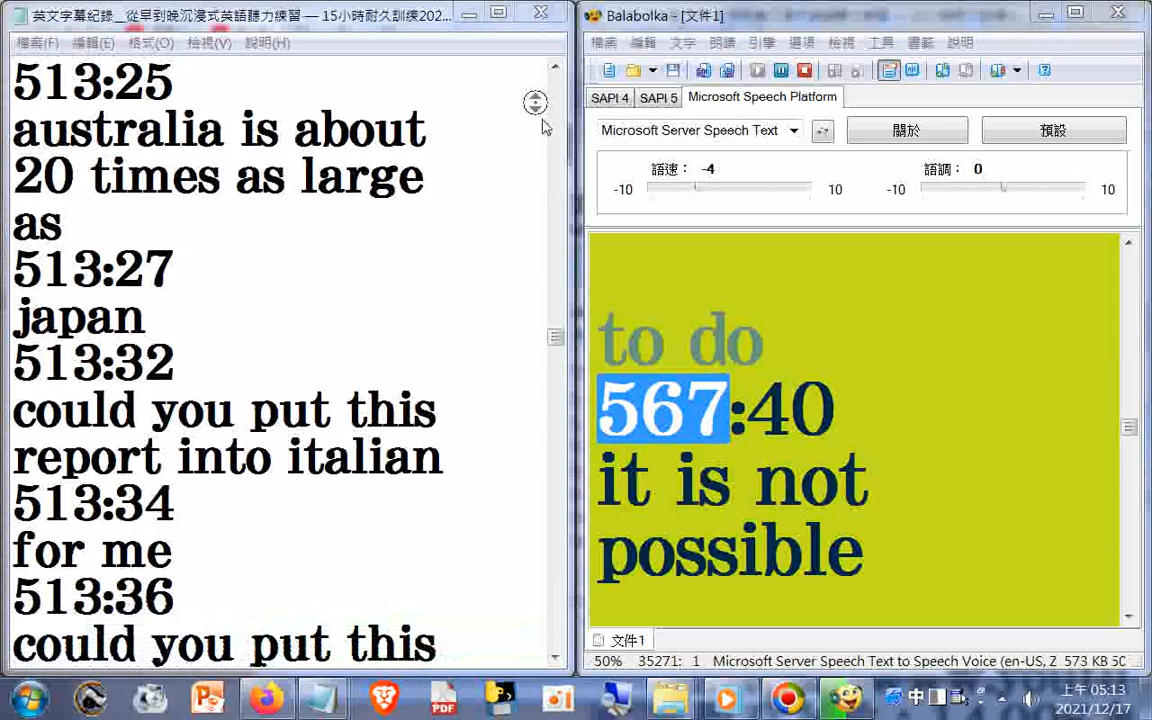 英文字幕紀錄__從早到晚沉浸式英語聽力練習 — 15小時耐久訓練202...
檔案(F) 編輯(E) 格式(O) 檢視(V) 說明(H)
513:25
australia is about
20 times as large
as
513:27
japan
513:32
could you put this
report into italian
513:34
for me
513:36
could you put this
Balabolka - [文件1]
檔案 編輯 文字 朗讀 引擎 選項 檢視 工具 書籤 說明
SAPI 4 SAPI 5 Microsoft Speech Platform
Microsoft Server Speech Text 關於 預設
語速： -4 語調： 0
-10 10 -10 10
to do
567:40
it is not
possible
文件1
50% 35271: 1 Microsoft Server Speech Text to Speech Voice (en-US, Z 573 KB 50
PDF 中 上午 05:13
2021/12/17